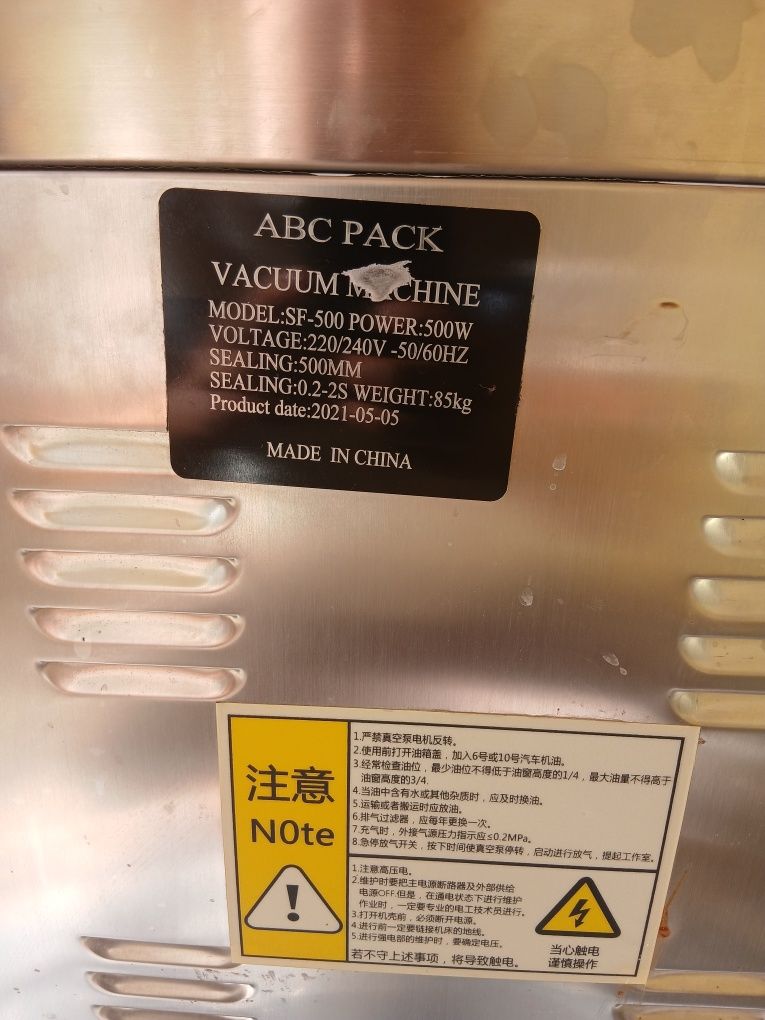 ABC PACK
VACUUM MACHINE
MODEL:SF-500 POWER:500W
VOLTAGE:220/240V -50/60HZ
SEALING:500MM
SEALING:0.2-2S WEIGHT:85kg
Product date:2021-05-05
MADE IN CHINA
注意
N0te
1.严禁真空泵电机反转。
2.使用前打开油箱盖，加入6号或10号汽车机油。
3.经常检查油位，最少油位不得低于油窗高度的1/4，最大油量不得高于
油窗高度的3/4.
4.当油中含有水或其他杂质时，应及时换油。
5.运输或者搬运时应放油。
6.排气过滤器，应每年更换一次。
7.充气时，外接气源压力指示应≤0.2MPa。
8.急停放气开关，按下时间使真空泵停转，启动进行放气，提起工作室。
1.注意高压电。
2.维护时要把主电源断路器及外部供给
电源OFF.但是，在通电状态下进行维护
作业时，一定要专业的电工技术员进行。
3.打开机壳前，必须断开电源。
4.进行前一定要链接机床的地线。
5.进行强电部的维护时，要确定电压。
若不守上述事项，将导致触电。
当心触电
谨慎操作